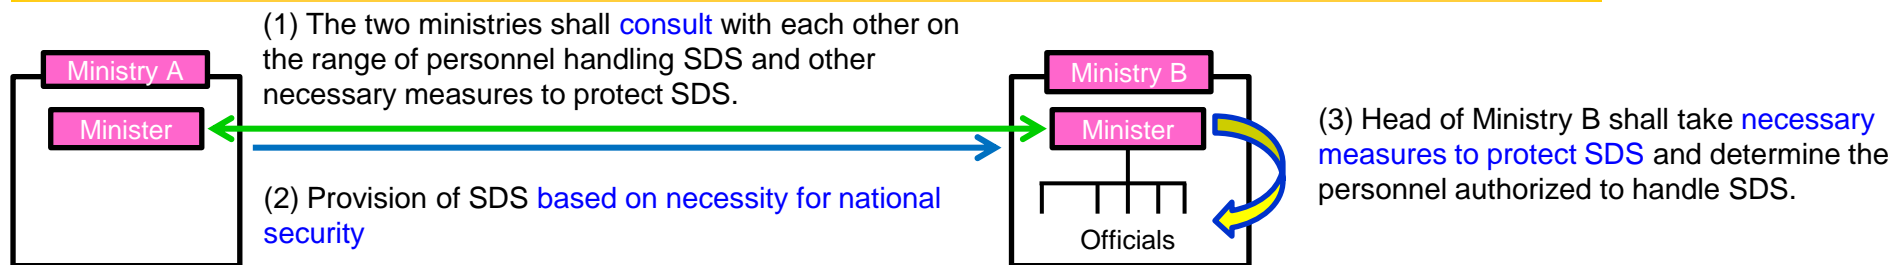 (1) The two ministries shall consult with each other on
the range of personnel handling SDS and other
necessary measures to protect SDS.
Ministry A
Minister
Ministry B
Minister
Officials
(2) Provision of SDS based on necessity for national
security
(3) Head of Ministry B shall take necessary
measures to protect SDS and determine the
personnel authorized to handle SDS.